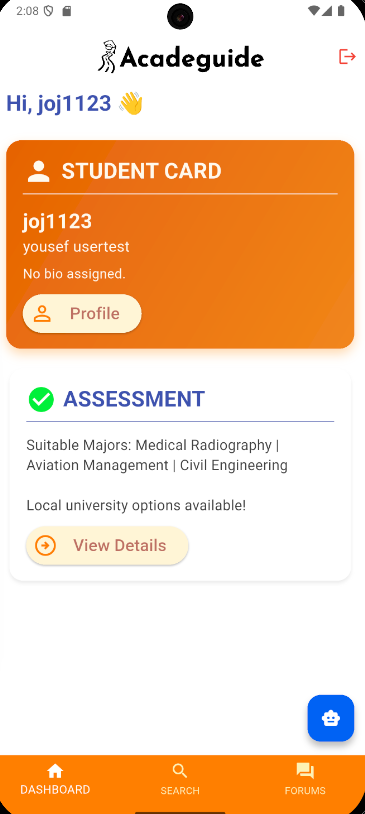 2:08
Acadeguide
Hi, joj1123 👋
STUDENT CARD
joj1123
yousef usertest
No bio assigned.
Profile
ASSESSMENT
Suitable Majors: Medical Radiography |
Aviation Management | Civil Engineering
Local university options available!
View Details
DASHBOARD
SEARCH
FORUMS